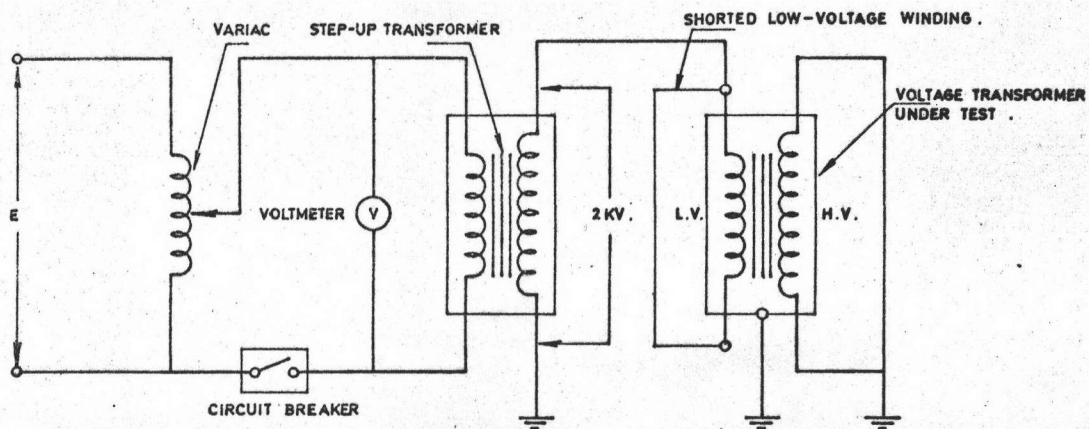 SHORTED LOW-VOLTAGE WINDING.
VARIAC
STEP-UP TRANSFORMER
VOLTAGE TRANSFORMER
UNDER TEST.
E
VOLTMETER
V
2KV.
L.V.
H.V.
CIRCUIT BREAKER